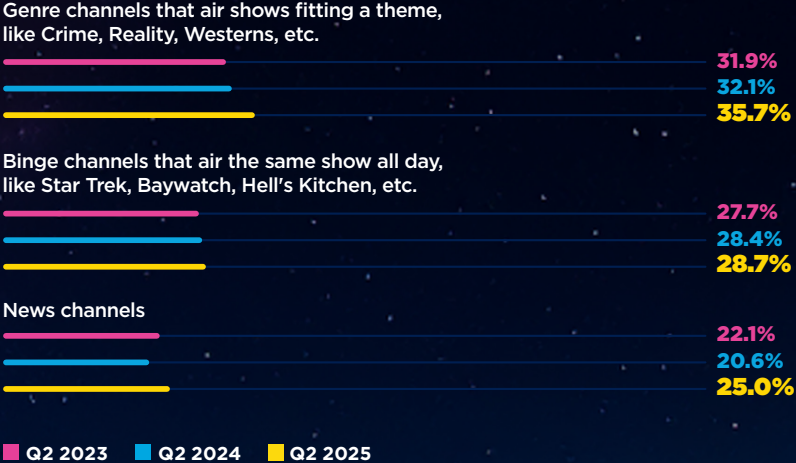 Genre channels that air shows fitting a theme,
like Crime, Reality, Westerns, etc.
31.9%
32.1%
35.7%
Binge channels that air the same show all day,
like Star Trek, Baywatch, Hell's Kitchen, etc.
27.7%
28.4%
28.7%
News channels
22.1%
20.6%
25.0%
Q2 2023 Q2 2024 Q2 2025